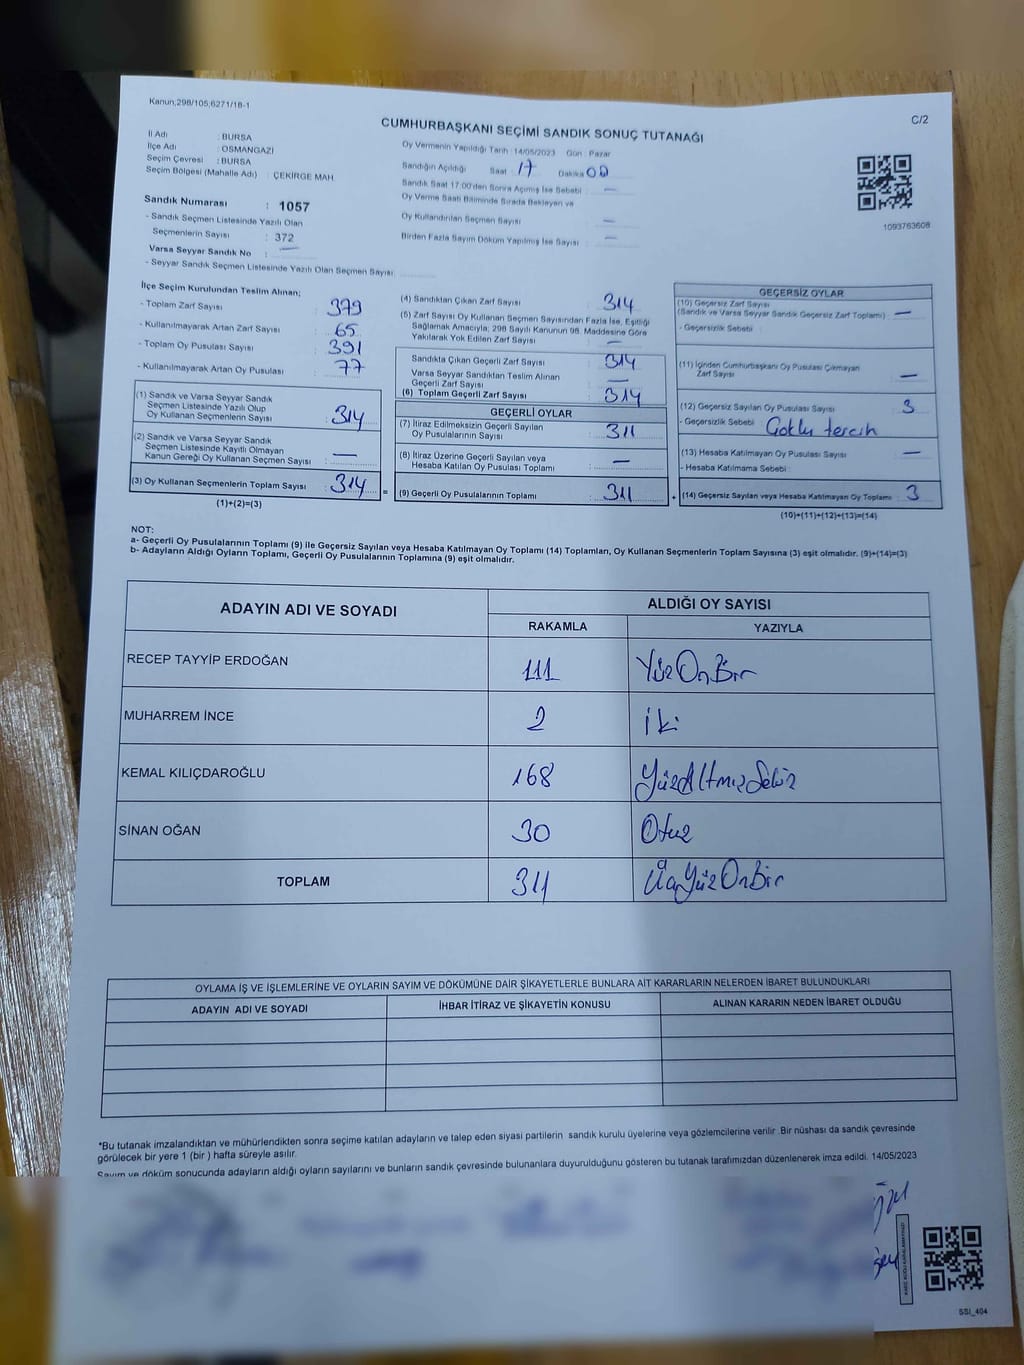 Kanun;298/105;6271/18-1
C/2
CUMHURBAŞKANI SEÇİMİ SANDIK SONUÇ TUTANAĞI
İl Adı : BURSA
İlçe Adı : OSMANGAZİ
Seçim Çevresi : BURSA
Seçim Bölgesi (Mahalle Adı) : ÇEKİRGE MAH
Oy Vermenin Yapıldığı Tarih :14/05/2023 Gün : Pazar
Sandığın Açıldığı Saat : 17 Dakika 00
Sandık Saat 17:00'den Sonra Açımış İse Sebebi : —
Oy Verme Saati Bitiminde Sırada Bekleyen ve
Oy Kullandırılan Seçmen Sayısı : —
Birden Fazla Sayım Döküm Yapılmış İse Sayısı : —
1093763608
Sandık Numarası : 1057
- Sandık Seçmen Listesinde Yazılı Olan
Seçmenlerin Sayısı : 372
Varsa Seyyar Sandık No : —
- Seyyar Sandık Seçmen Listesinde Yazılı Olan Seçmen Sayısı:
İlçe Seçim Kurulundan Teslim Alınan;
- Toplam Zarf Sayısı : 379
- Kullanılmayarak Artan Zarf Sayısı : 65
- Toplam Oy Pusulası Sayısı : 391
- Kullanılmayarak Artan Oy Pusulası : 77
(1) Sandık ve Varsa Seyyar Sandık
Seçmen Listesinde Yazılı Olup
Oy Kullanan Seçmenlerin Sayısı : 314
(2) Sandık ve Varsa Seyyar Sandık
Seçmen Listesinde Kayıtlı Olmayan
Kanun Gereği Oy Kullanan Seçmen Sayısı : —
(3) Oy Kullanan Seçmenlerin Toplam Sayısı : 314 =
(1)+(2)=(3)
(4) Sandıktan Çıkan Zarf Sayısı : 314
(5) Zarf Sayısı Oy Kullanan Seçmen Sayısından Fazla İse, Eşitliği
Sağlamak Amacıyla; 298 Sayılı Kanunun 98. Maddesine Göre
Yakılarak Yok Edilen Zarf Sayısı : —
Sandıkta Çıkan Geçerli Zarf Sayısı : 314
Varsa Seyyar Sandıktan Teslim Alınan
Geçerli Zarf Sayısı : —
(6) Toplam Geçerli Zarf Sayısı : 314
GEÇERLİ OYLAR
(7) İtiraz Edilmeksizin Geçerli Sayılan
Oy Pusulalarının Sayısı : 311
(8) İtiraz Üzerine Geçerli Sayılan veya
Hesaba Katılan Oy Pusulası Toplamı : —
(9) Geçerli Oy Pusulalarının Toplamı : 311 +
GEÇERSİZ OYLAR
(10) Geçersiz Zarf Sayısı
(Sandık ve Varsa Seyyar Sandık Geçersiz Zarf Toplamı) : —
- Geçersizlik Sebebi :
(11) İçinden Cumhurbaşkanı Oy Pusulası Çıkmayan
Zarf Sayısı : —
(12) Geçersiz Sayılan Oy Pusulası Sayısı : 3
- Geçersizlik Sebebi : Çoklu tercih
(13) Hesaba Katılmayan Oy Pusulası Sayısı : —
- Hesaba Katılmama Sebebi :
(14) Geçersiz Sayılan veya Hesaba Katılmayan Oy Toplamı : 3
(10)+(11)+(12)+(13)=(14)
NOT:
a- Geçerli Oy Pusulalarının Toplamı (9) ile Geçersiz Sayılan veya Hesaba Katılmayan Oy Toplamı (14) Toplamları, Oy Kullanan Seçmenlerin Toplam Sayısına (3) eşit olmalıdır. (9)+(14)=(3)
b- Adayların Aldığı Oyların Toplamı, Geçerli Oy Pusulalarının Toplamına (9) eşit olmalıdır.
ADAYIN ADI VE SOYADI ALDIĞI OY SAYISI
RAKAMLA YAZIYLA
RECEP TAYYİP ERDOĞAN 111 YüzOnBir
MUHARREM İNCE 2 İki
KEMAL KILIÇDAROĞLU 168 YüzAltmışSekiz
SİNAN OĞAN 30 Otuz
TOPLAM 311 ÜçYüzOnBir
OYLAMA İŞ VE İŞLEMLERİNE VE OYLARIN SAYIM VE DÖKÜMÜNE DAİR ŞİKAYETLERLE BUNLARA AİT KARARLARIN NELERDEN İBARET BULUNDUKLARI
ADAYIN ADI VE SOYADI İHBAR İTİRAZ VE ŞİKAYETİN KONUSU ALINAN KARARIN NEDEN İBARET OLDUĞU
*Bu tutanak imzalandıktan ve mühürlendikten sonra seçime katılan adayların ve talep eden siyasi partilerin sandık kurulu üyelerine veya gözlemcilerine verilir .Bir nüshası da sandık çevresinde
görülecek bir yere 1 (bir ) hafta süreyle asılır.
Sayım ve döküm sonucunda adayların aldığı oyların sayılarını ve bunların sandık çevresinde bulunanlara duyurulduğunu gösteren bu tutanak tarafımızdan düzenlenerek imza edildi. 14/05/2023
SSI_404